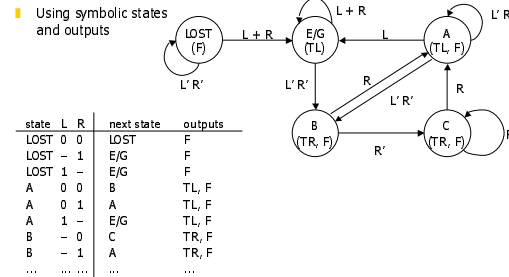 Using symbolic states
and outputs
LOST
(F)
L + R
L' R'
E/G
(TL)
L + R
L
A
(TL, F)
L' R
L' R'
R
L' R'
R
B
(TR, F)
R'
C
(TR, F)
state L R next state outputs
LOST 0 0 LOST F
LOST – 1 E/G F
LOST 1 – E/G F
A 0 0 B TL, F
A 0 1 A TL, F
A 1 – E/G TL, F
B – 0 C TR, F
B – 1 A TR, F
... ... ... ... ...